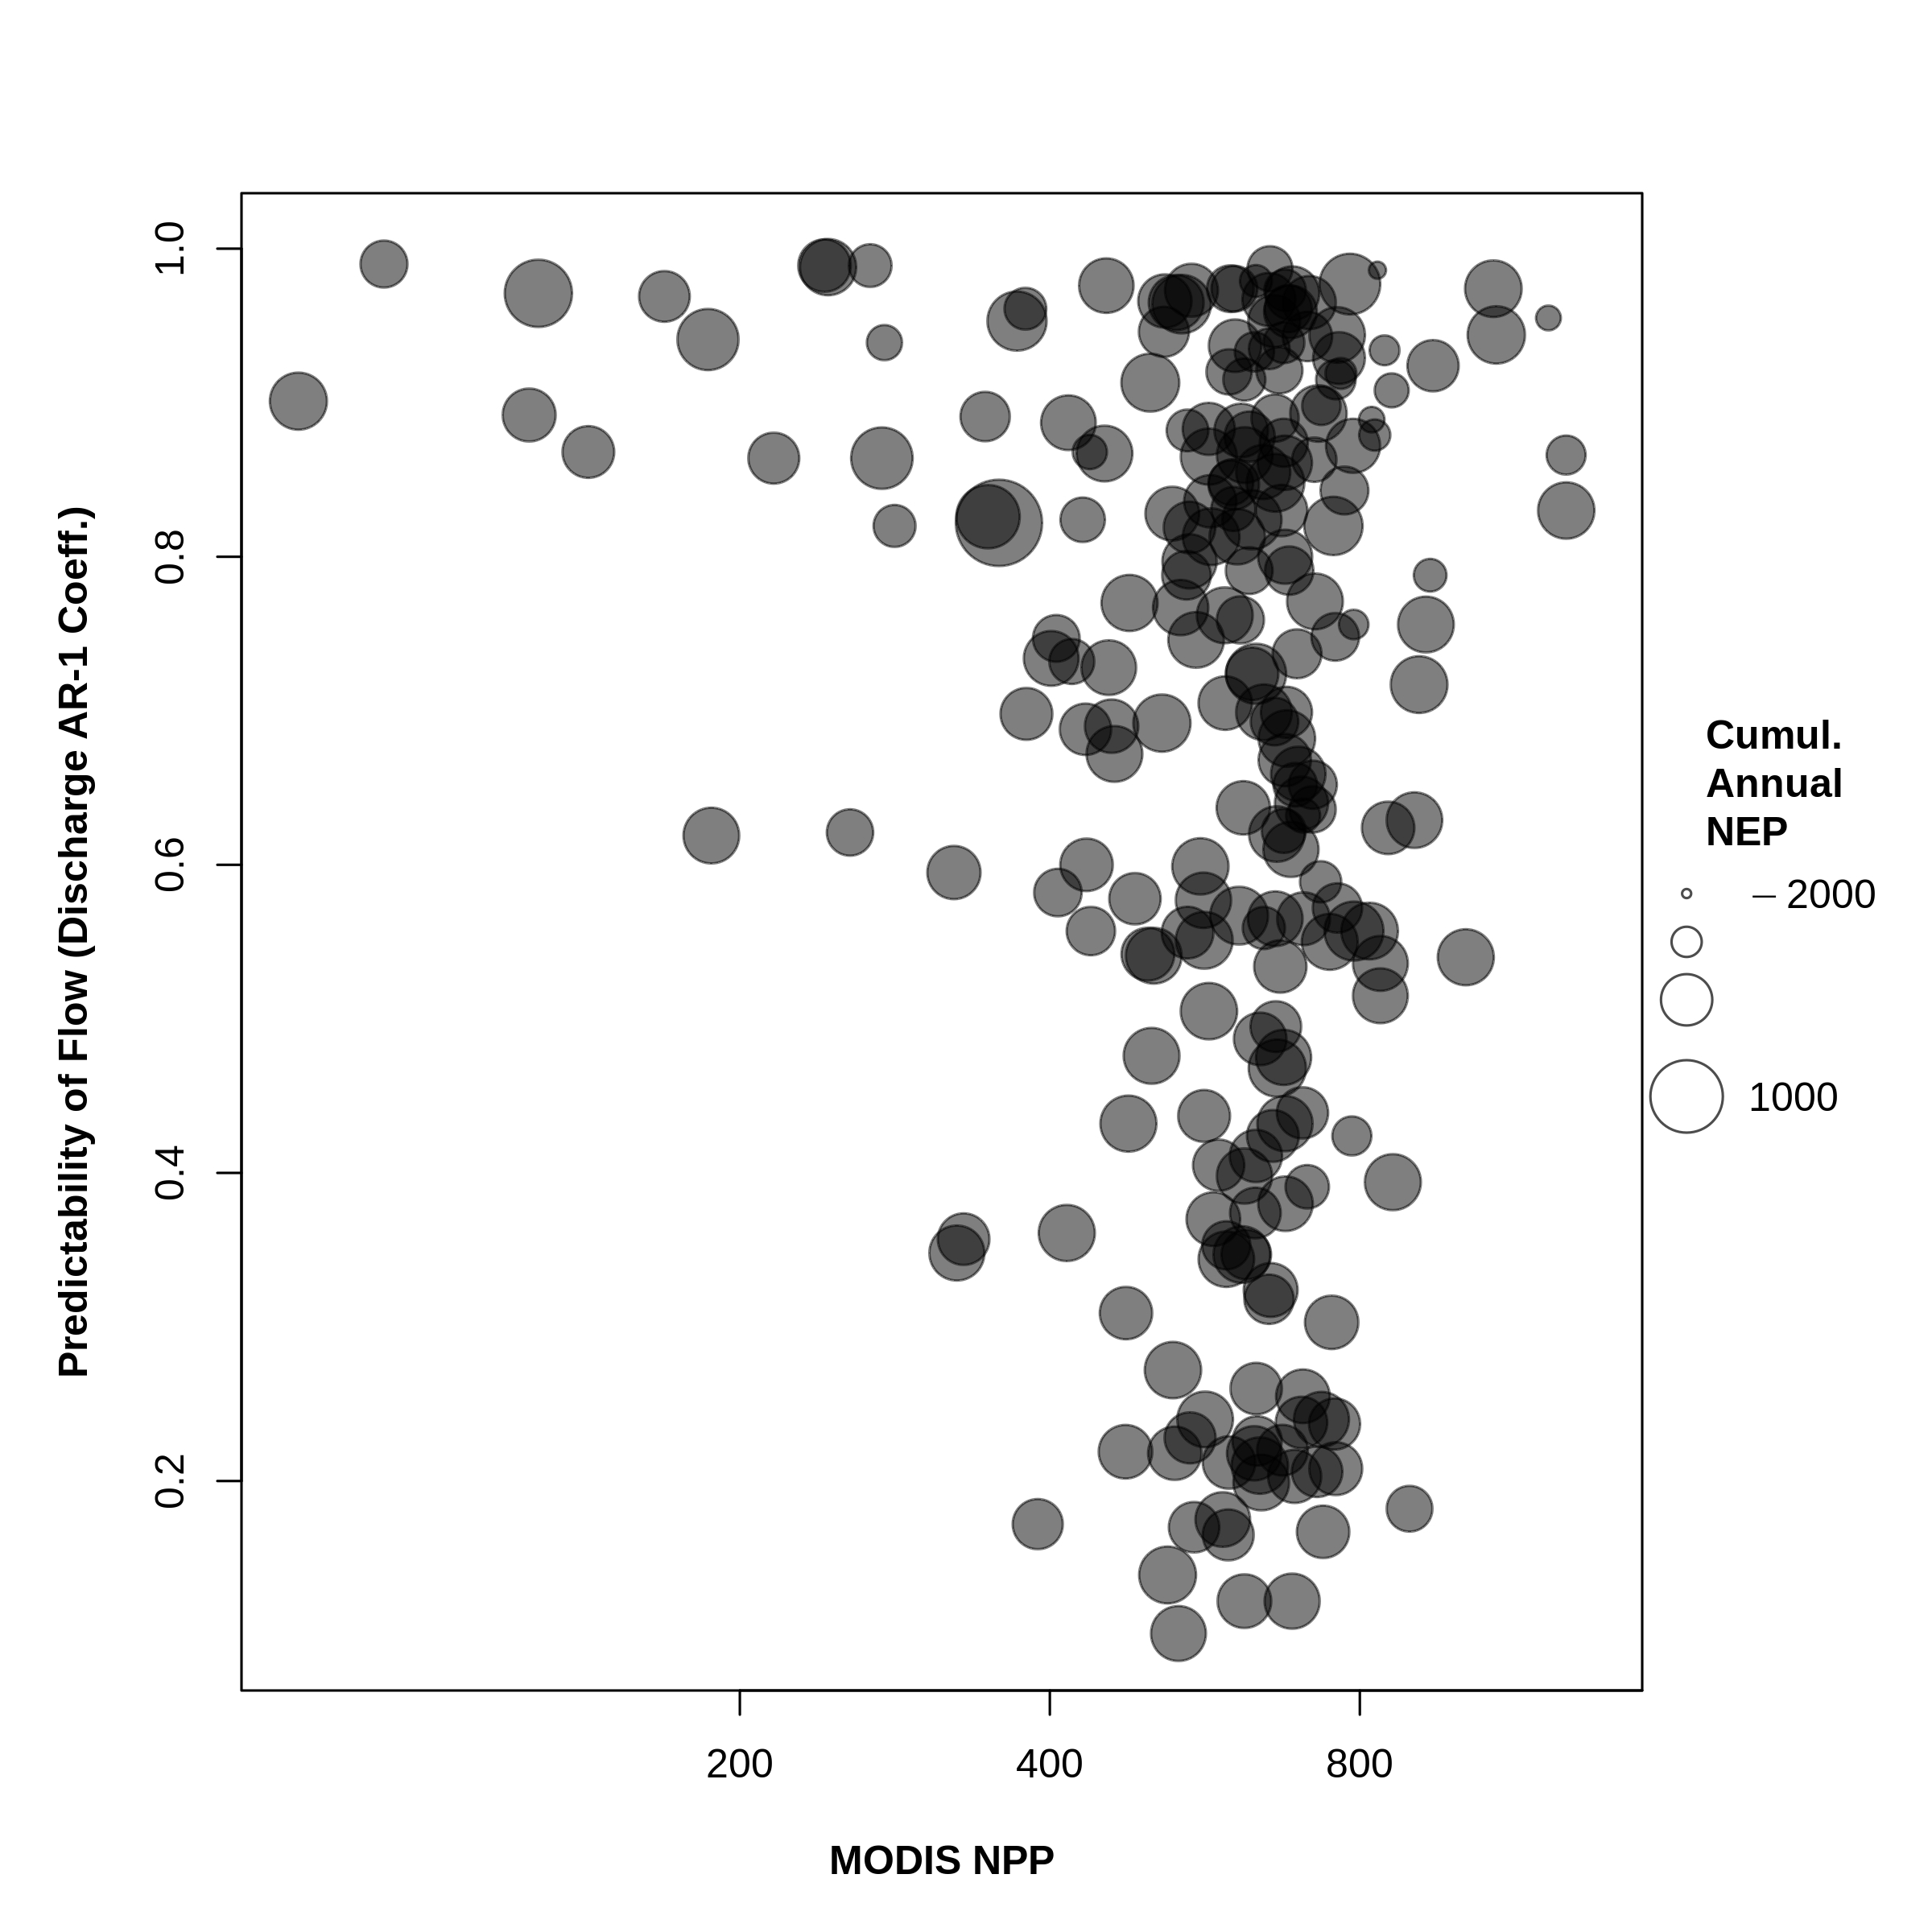 1.0
0.8
0.6
0.4
0.2
Predictability of Flow (Discharge AR-1 Coeff.)
200 400 800
MODIS NPP
Cumul.
Annual
NEP
– 2000
1000